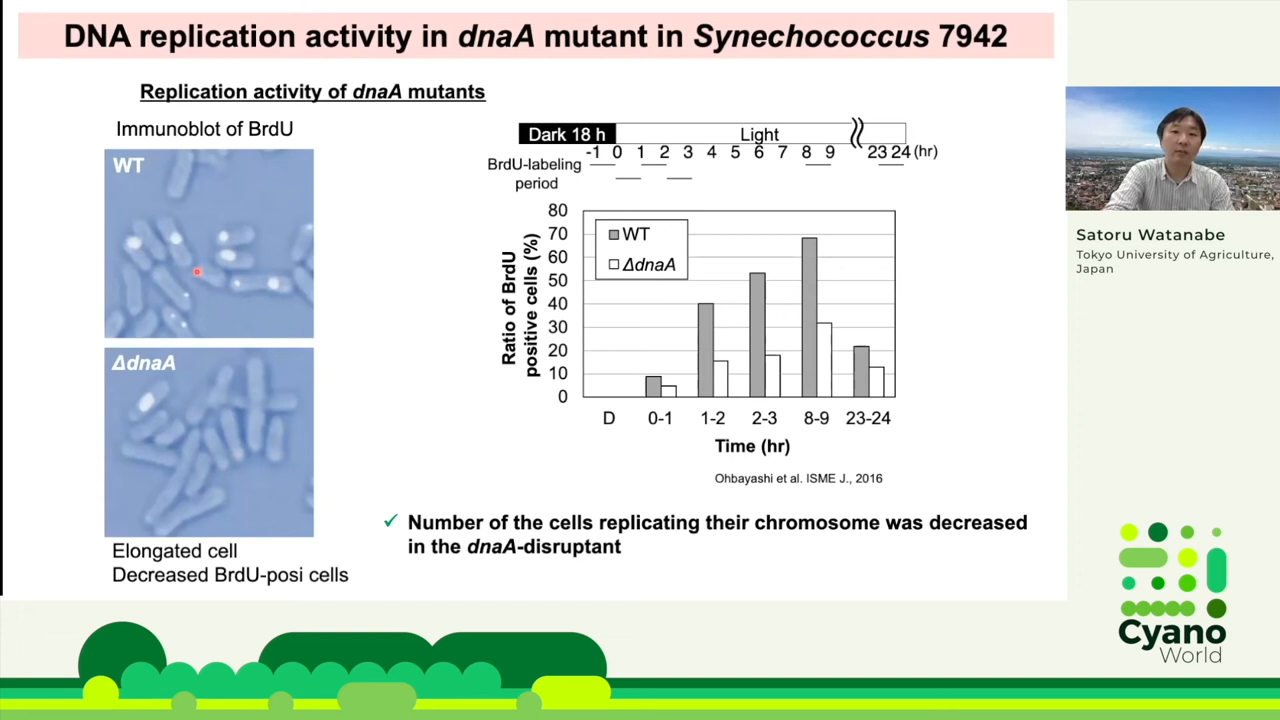 DNA replication activity in dnaA mutant in Synechococcus 7942
Replication activity of dnaA mutants
Immunoblot of BrdU
WT
ΔdnaA
Elongated cell
Decreased BrdU-posi cells
Dark 18 h
Light
-1 0 1 2 3 4 5 6 7 8 9 23 24 (hr)
BrdU-labeling
period
Ratio of BrdU
positive cells (%)
80
70
60
50
40
30
20
10
0
WT
ΔdnaA
D 0-1 1-2 2-3 8-9 23-24
Time (hr)
Ohbayashi et al. ISME J., 2016
✓ Number of the cells replicating their chromosome was decreased
in the dnaA-disruptant
Satoru Watanabe
Tokyo University of Agriculture,
Japan
Cyano
World